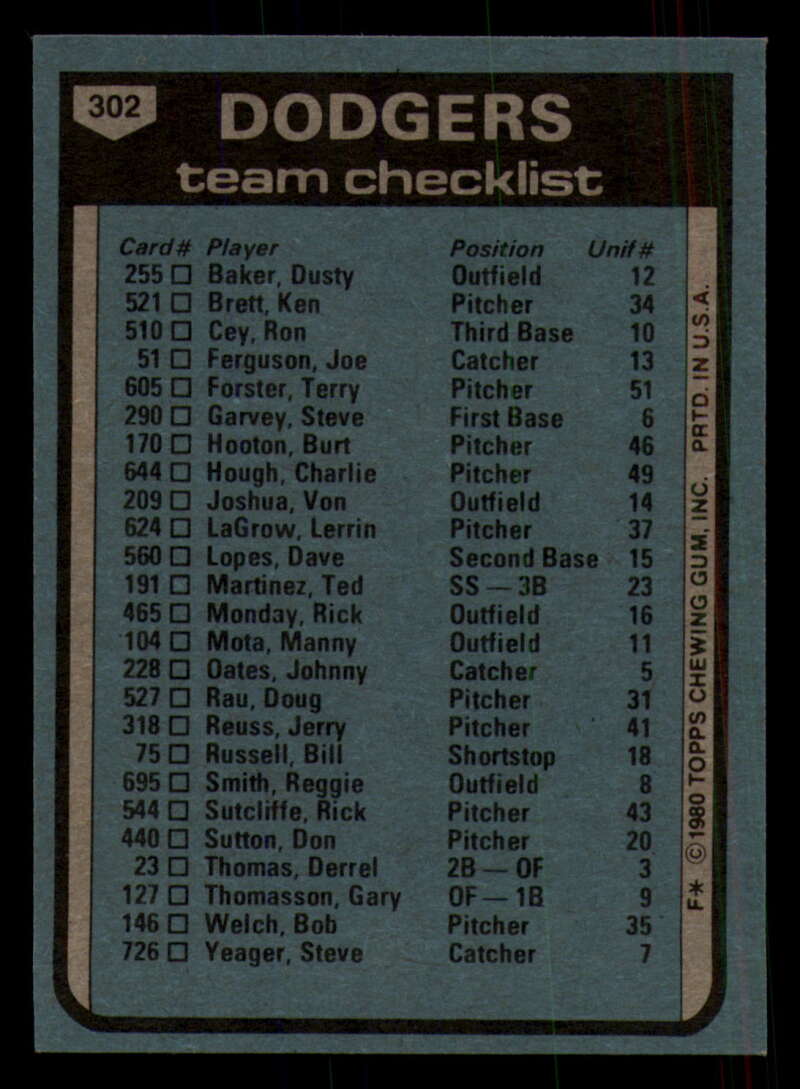 302
DODGERS
team checklist
Card# Player Position Unif#
255 □ Baker, Dusty Outfield 12
521 □ Brett, Ken Pitcher 34
510 □ Cey, Ron Third Base 10
51 □ Ferguson, Joe Catcher 13
605 □ Forster, Terry Pitcher 51
290 □ Garvey, Steve First Base 6
170 □ Hooton, Burt Pitcher 46
644 □ Hough, Charlie Pitcher 49
209 □ Joshua, Von Outfield 14
624 □ LaGrow, Lerrin Pitcher 37
560 □ Lopes, Dave Second Base 15
191 □ Martinez, Ted SS — 3B 23
465 □ Monday, Rick Outfield 16
104 □ Mota, Manny Outfield 11
228 □ Oates, Johnny Catcher 5
527 □ Rau, Doug Pitcher 31
318 □ Reuss, Jerry Pitcher 41
75 □ Russell, Bill Shortstop 18
695 □ Smith, Reggie Outfield 8
544 □ Sutcliffe, Rick Pitcher 43
440 □ Sutton, Don Pitcher 20
23 □ Thomas, Derrel 2B — OF 3
127 □ Thomasson, Gary OF — 1B 9
146 □ Welch, Bob Pitcher 35
726 □ Yeager, Steve Catcher 7
F* ©1980 TOPPS CHEWING GUM, INC. PRTD. IN U.S.A.